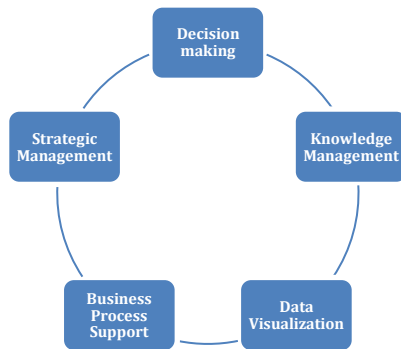 Decision
making
Strategic
Management
Knowledge
Management
Business
Process
Support
Data
Visualization